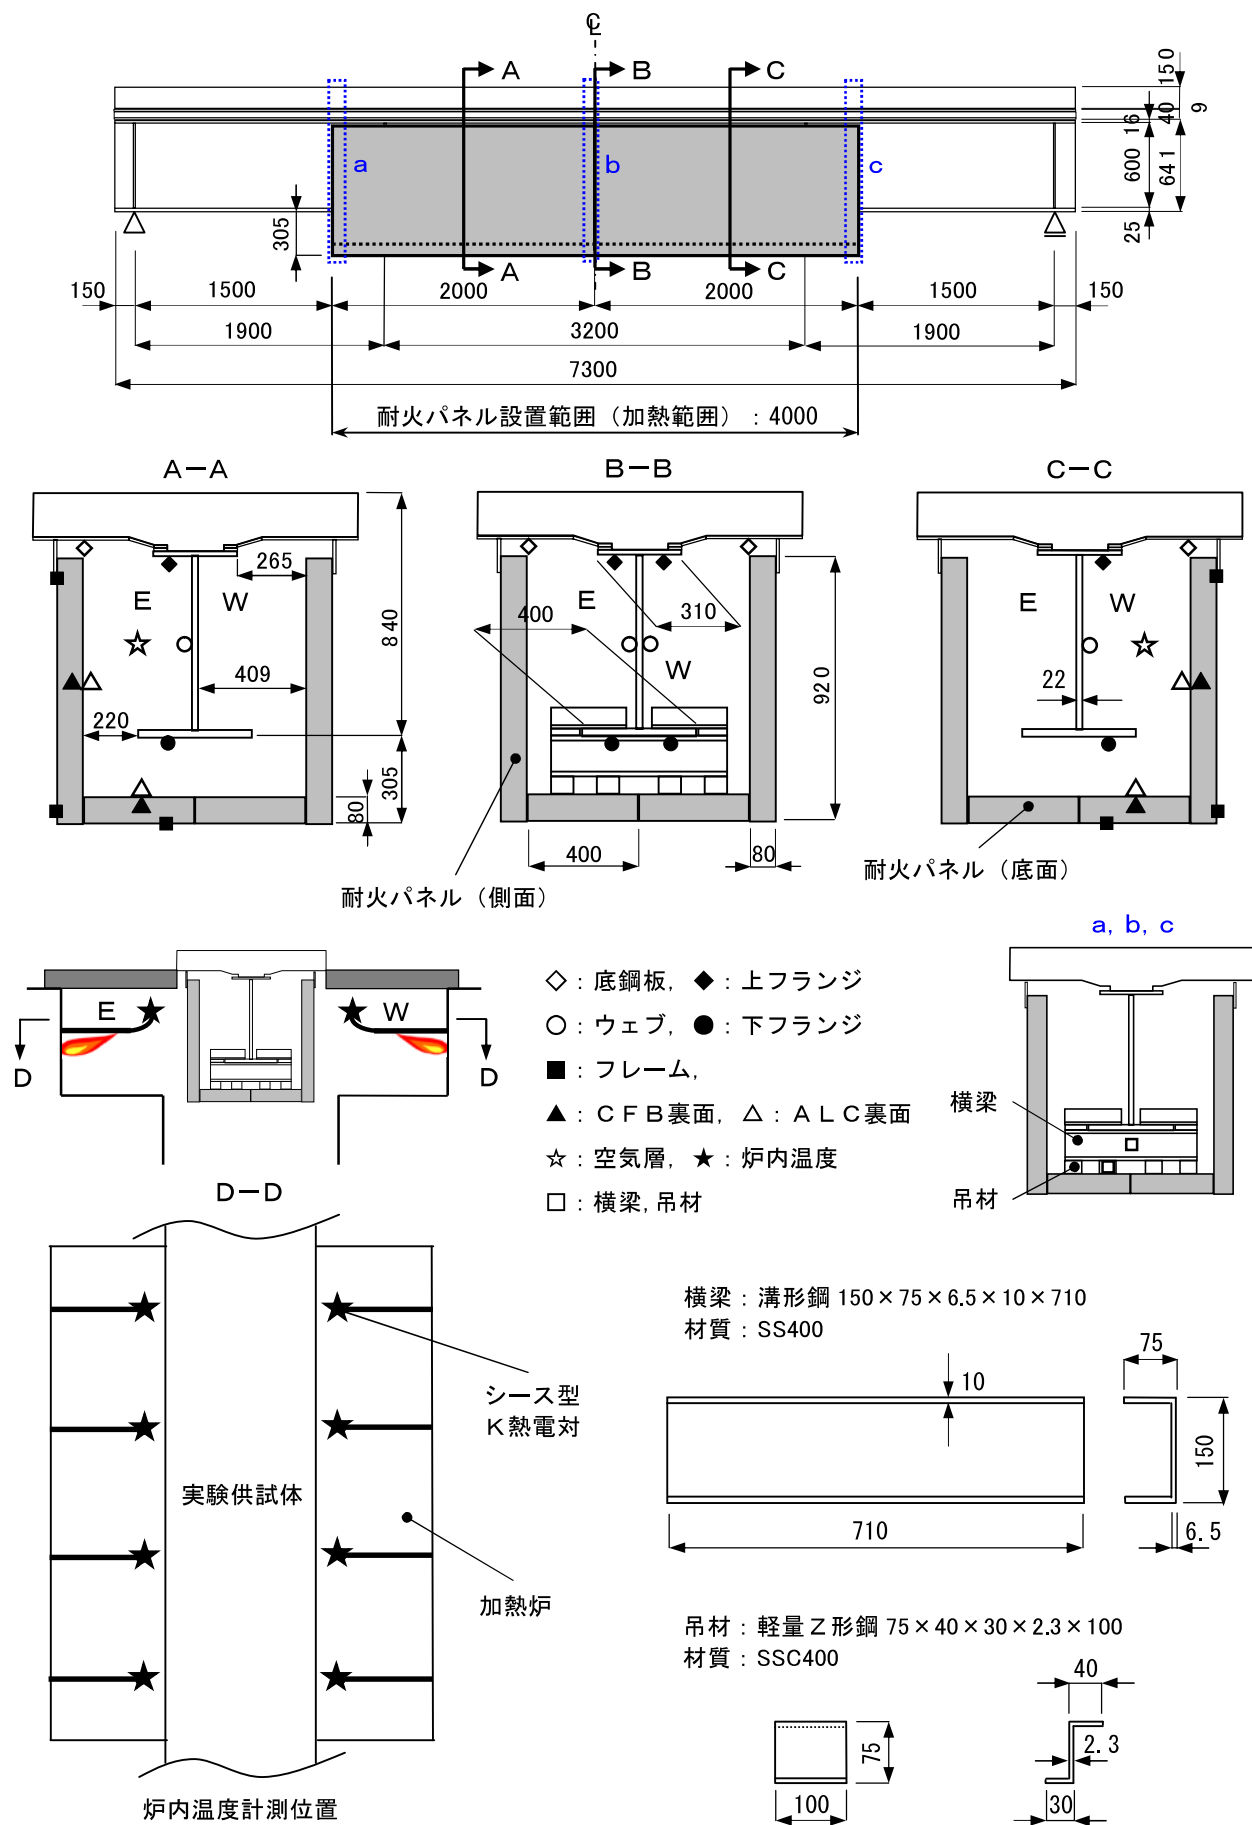 ℄
A B C
150
40
9
16
600
641
25
a b c
305
A B C
150 1500 2000 2000 1500 150
1900 3200 1900
7300
耐火パネル設置範囲（加熱範囲）：4000
A－A B－B C－C
265
E W
840
409
220
305
80
E
400
310
W
920
400 80
E W
22
耐火パネル（側面）
耐火パネル（底面）
a, b, c
E W
D D
◇：底鋼板, ◆：上フランジ
○：ウェブ, ●：下フランジ
■：フレーム,
▲：ＣＦＢ裏面, △：ＡＬＣ裏面
☆：空気層, ★：炉内温度
□：横梁, 吊材
横梁
吊材
D－D
シース型
K熱電対
実験供試体
加熱炉
炉内温度計測位置
横梁：溝形鋼 150×75×6.5×10×710
材質：SS400
75
10
150
710 6.5
吊材：軽量Z形鋼 75×40×30×2.3×100
材質：SSC400
40
75
2.3
100 30